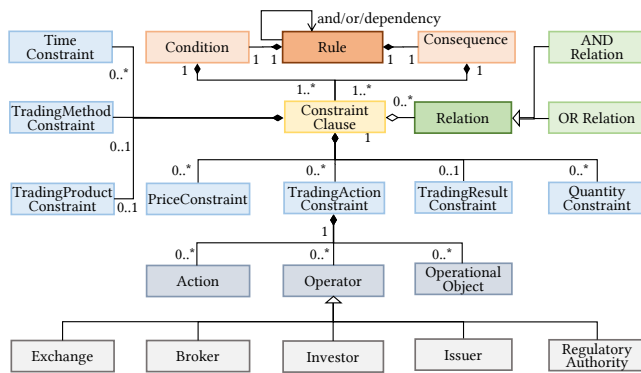 and/or/dependency
Time
Constraint
Condition
Rule
Consequence
AND
Relation
0..*
1
1
1
1
1
1
1..*
1..*
TradingMethod
Constraint
Constraint
Clause
0..*
Relation
OR Relation
0..1
1
TradingProduct
Constraint
0..1
0..*
0..*
0..1
0..*
PriceConstraint
TradingAction
Constraint
TradingResult
Constraint
Quantity
Constraint
1
0..*
0..*
0..*
Action
Operator
Operational
Object
Exchange
Broker
Investor
Issuer
Regulatory
Authority